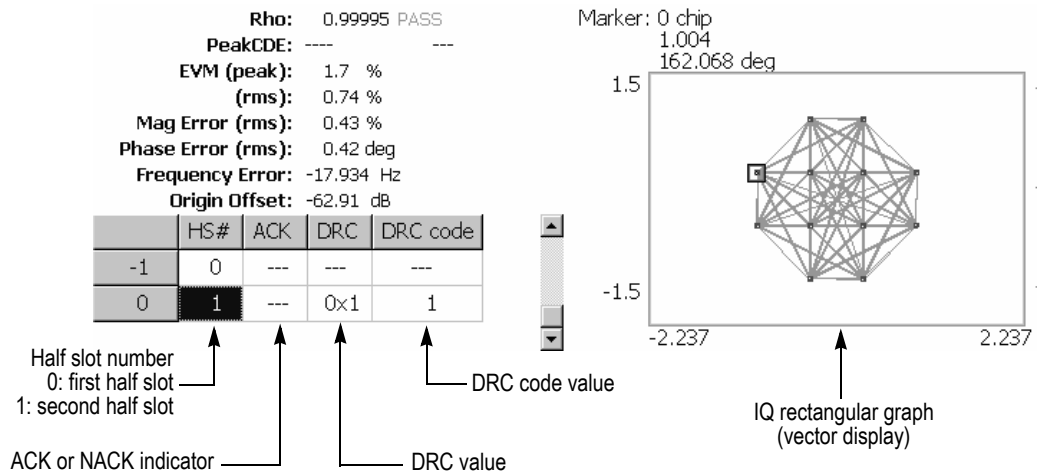 Rho: 0.99995 PASS
PeakCDE: ---- ---
EVM (peak): 1.7 %
(rms): 0.74 %
Mag Error (rms): 0.43 %
Phase Error (rms): 0.42 deg
Frequency Error: -17.934 Hz
Origin Offset: -62.91 dB
HS# ACK DRC DRC code
-1 0 --- --- ---
0 1 --- 0x1 1
Half slot number
0: first half slot
1: second half slot
ACK or NACK indicator
DRC value
DRC code value
Marker: 0 chip
1.004
162.068 deg
1.5
-1.5
-2.237 2.237
IQ rectangular graph
(vector display)